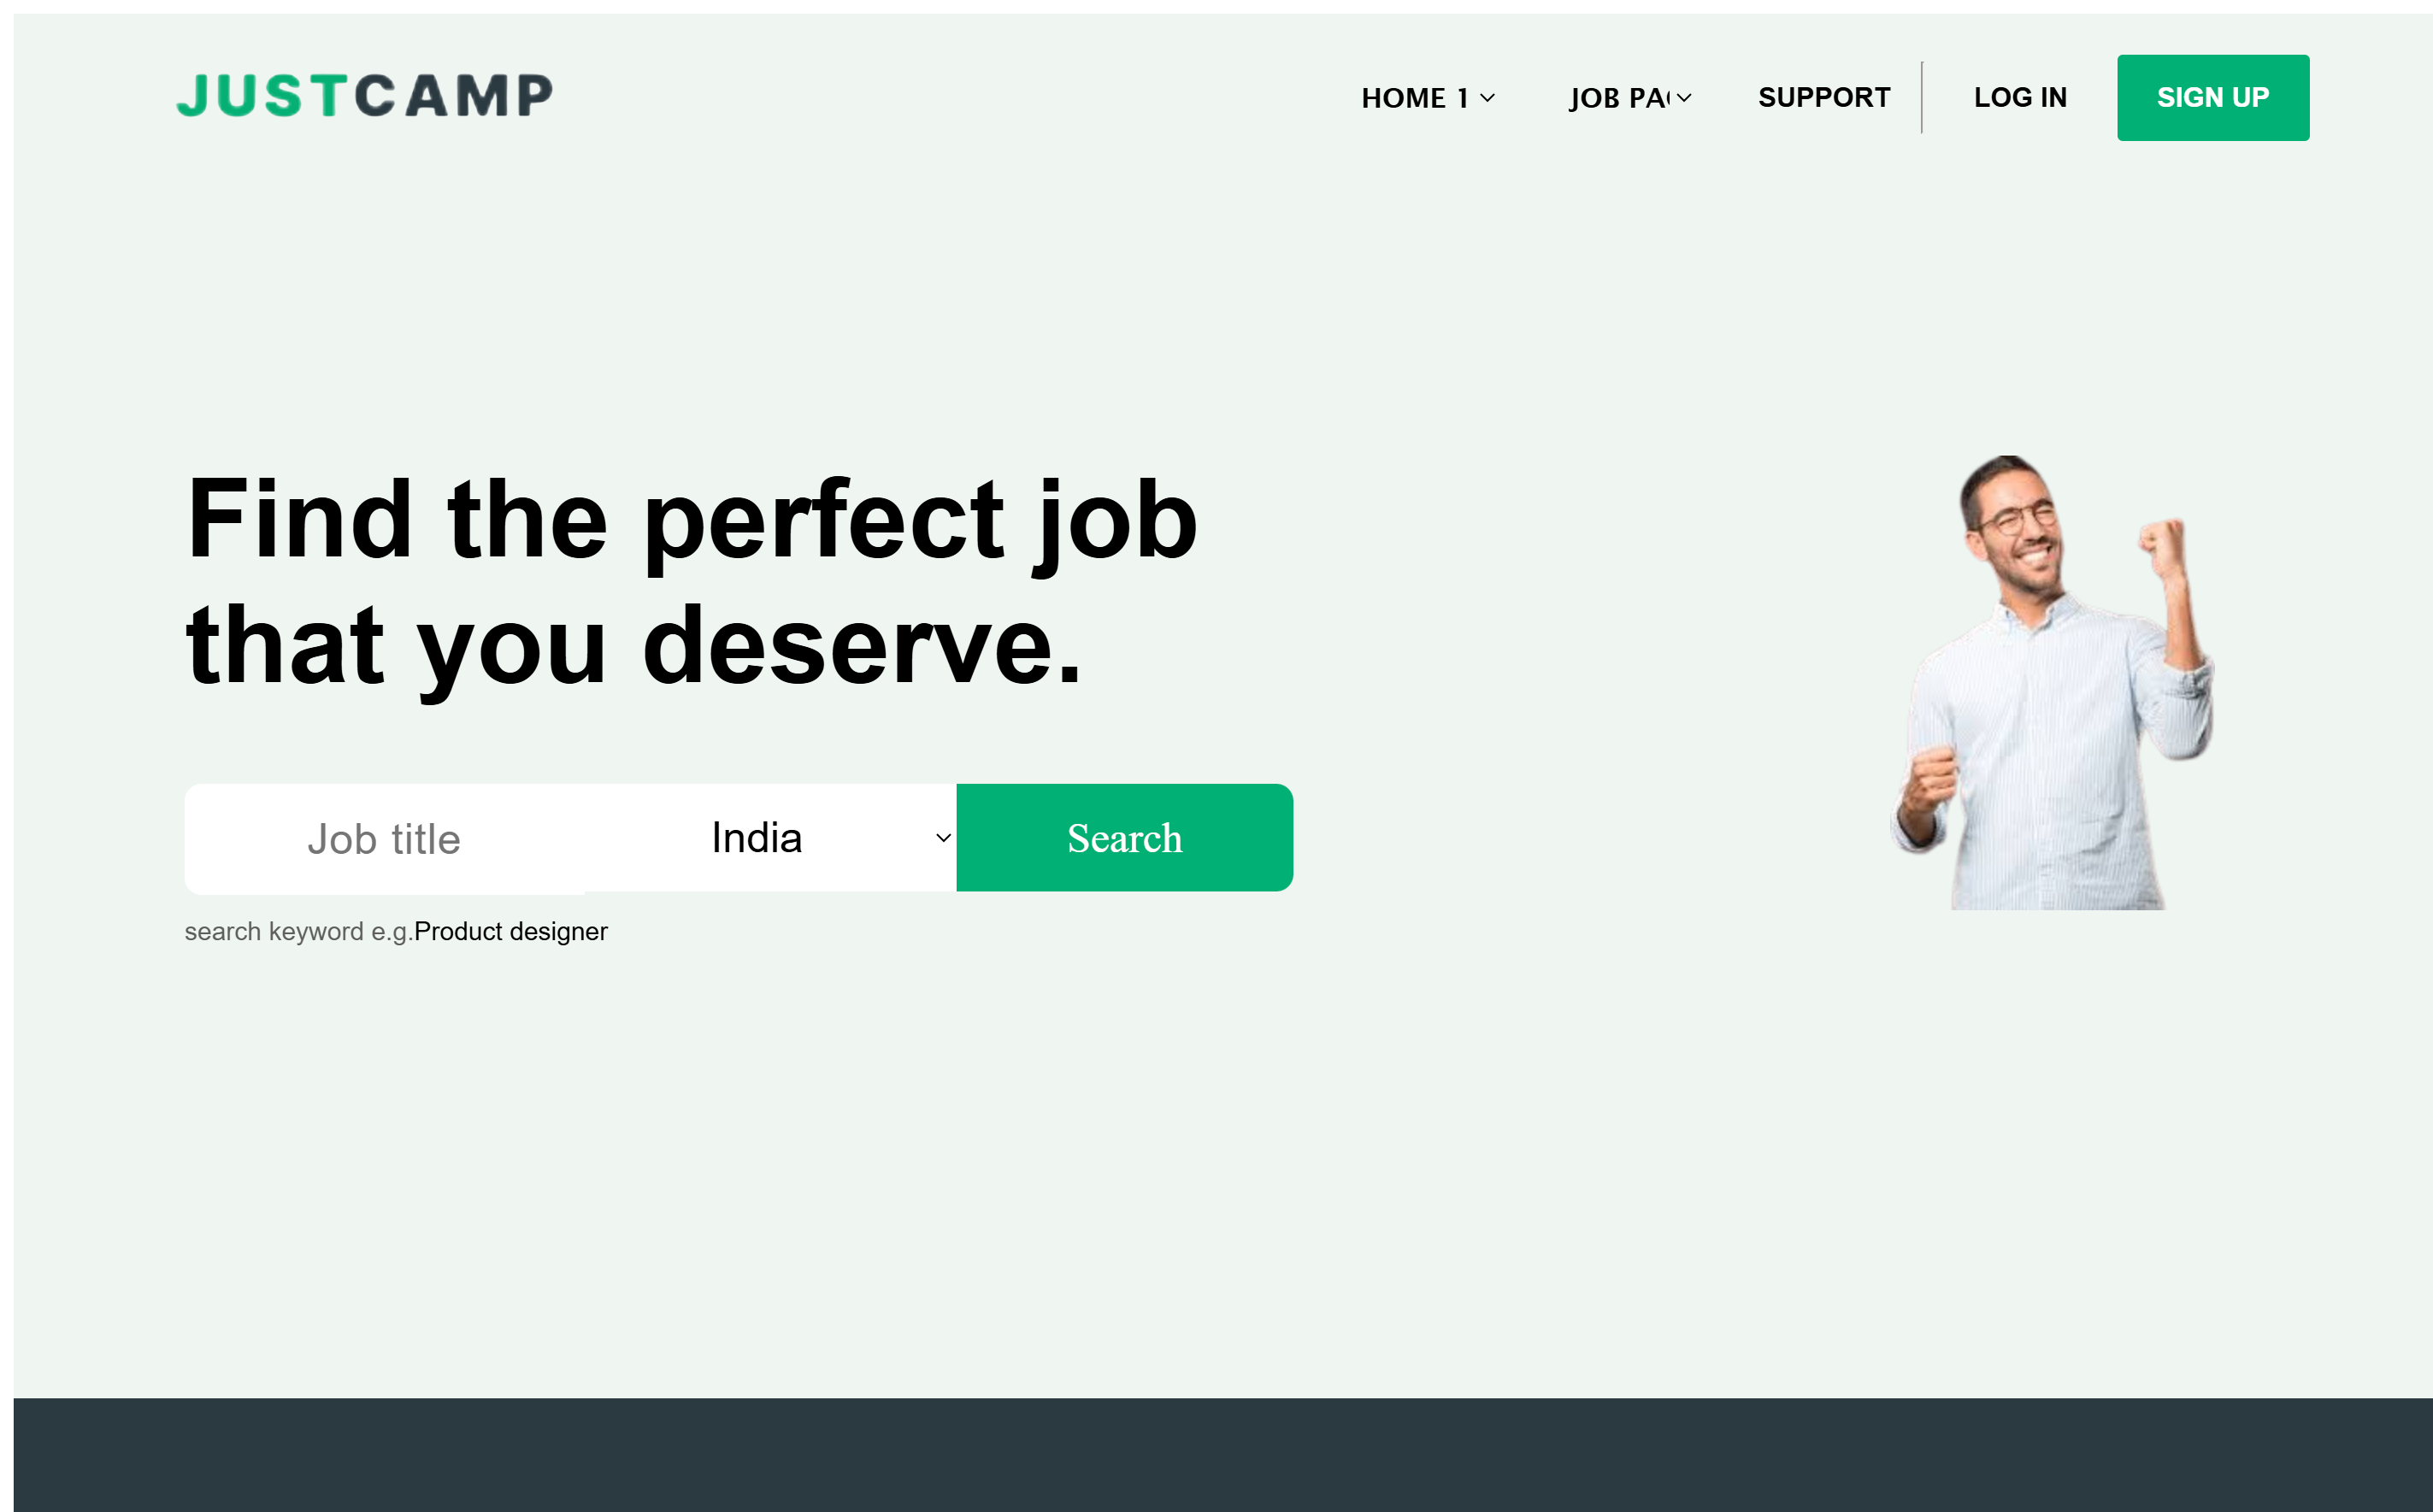 JUSTCAMP
HOME 1 JOB PA SUPPORT LOG IN SIGN UP
Find the perfect job
that you deserve.
Job title India Search
search keyword e.g.Product designer